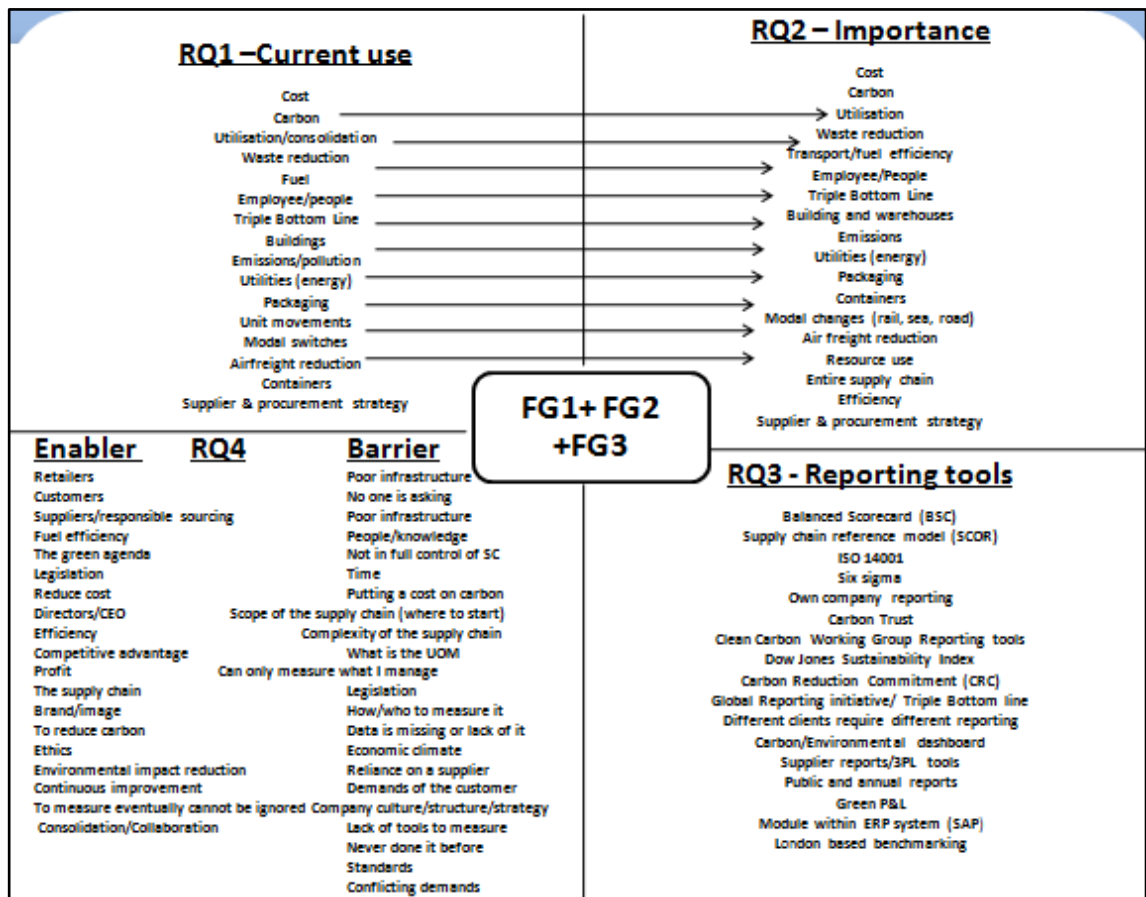 RQ1 –Current use
Cost
Carbon
Utilisation/consolidation
Waste reduction
Fuel
Employee/people
Triple Bottom Line
Buildings
Emissions/pollution
Utilities (energy)
Packaging
Unit movements
Modal switches
Airfreight reduction
Containers
Supplier & procurement strategy
RQ2 – Importance
Cost
Carbon
Utilisation
Waste reduction
Transport/fuel efficiency
Employee/People
Triple Bottom Line
Building and warehouses
Emissions
Utilities (energy)
Packaging
Containers
Modal changes (rail, sea, road)
Air freight reduction
Resource use
Entire supply chain
Efficiency
Supplier & procurement strategy
FG1+ FG2
+FG3
Enabler RQ4 Barrier
Retailers
Customers
Suppliers/responsible sourcing
Fuel efficiency
The green agenda
Legislation
Reduce cost
Directors/CEO
Efficiency
Competitive advantage
Profit
The supply chain
Brand/image
To reduce carbon
Ethics
Environmental impact reduction
Continuous improvement
To measure eventually cannot be ignored
Consolidation/Collaboration
Poor infrastructure
No one is asking
Poor infrastructure
People/knowledge
Not in full control of SC
Time
Putting a cost on carbon
Scope of the supply chain (where to start)
Complexity of the supply chain
What is the UOM
Can only measure what I manage
Legislation
How/who to measure it
Data is missing or lack of it
Economic climate
Reliance on a supplier
Demands of the customer
Company culture/structure/strategy
Lack of tools to measure
Never done it before
Standards
Conflicting demands
RQ3 - Reporting tools
Balanced Scorecard (BSC)
Supply chain reference model (SCOR)
ISO 14001
Six sigma
Own company reporting
Carbon Trust
Clean Carbon Working Group Reporting tools
Dow Jones Sustainability Index
Carbon Reduction Commitment (CRC)
Global Reporting initiative/ Triple Bottom line
Different clients require different reporting
Carbon/Environmental dashboard
Supplier reports/3PL tools
Public and annual reports
Green P&L
Module within ERP system (SAP)
London based benchmarking